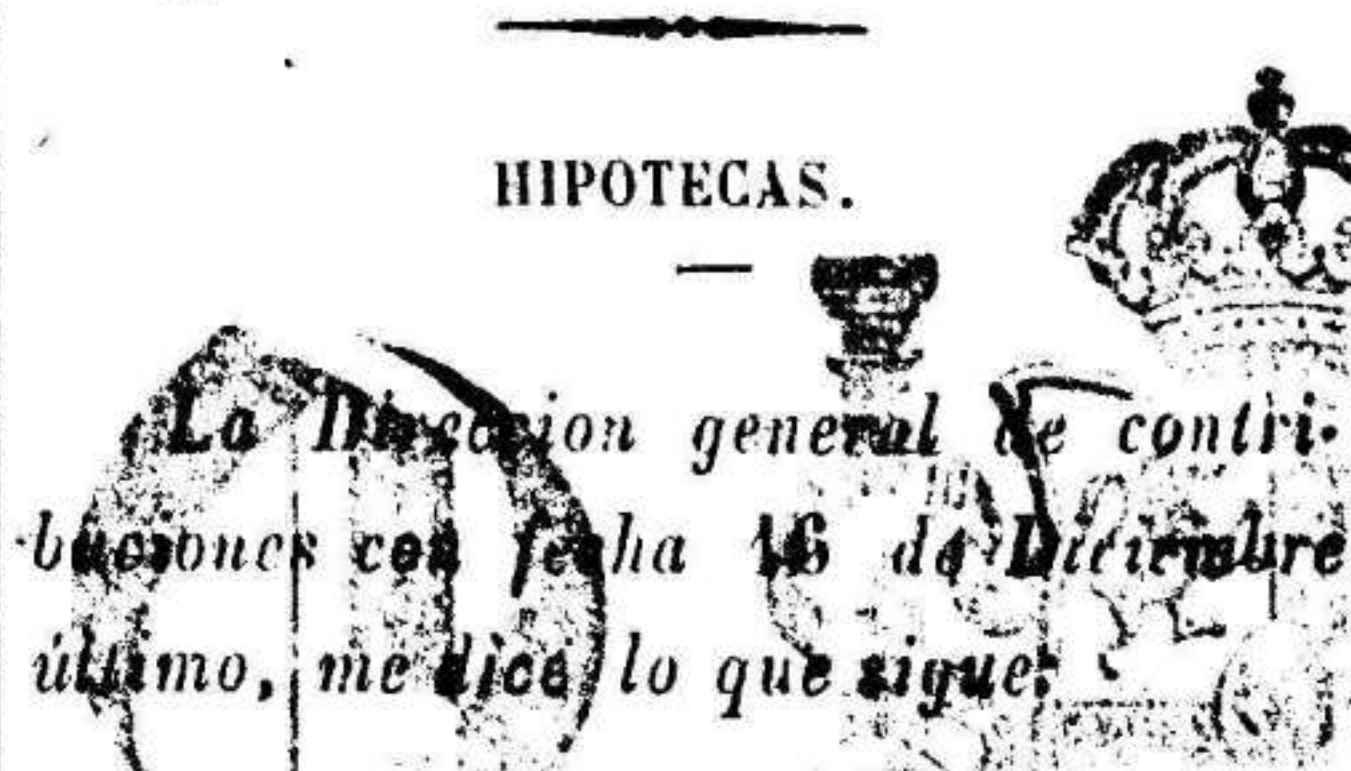 HIPOTECAS.
La Direccion general de contri-
buciones con fecha 16 de Diciembre
último, me dice lo que sigue: